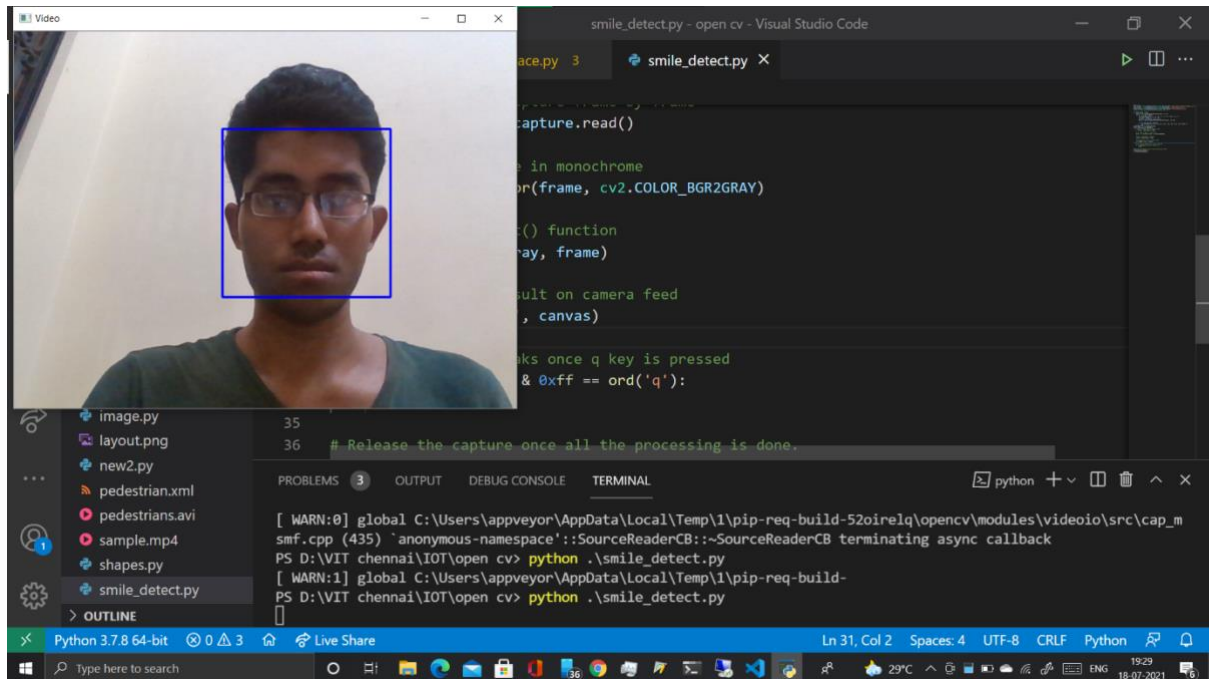 Video
smile_detect.py - open cv - Visual Studio Code
ace.py 3
smile_detect.py
capture.read()
in monochrome
(frame, cv2.COLOR_BGR2GRAY)
() function
ray, frame)
sult on camera feed
, canvas)
aks once q key is pressed
& 0xff == ord('q'):
35
36 # Release the capture once all the processing is done.
image.py
layout.png
new2.py
pedestrian.xml
pedestrians.avi
sample.mp4
shapes.py
smile_detect.py
> OUTLINE
1
PROBLEMS 3 OUTPUT DEBUG CONSOLE TERMINAL
python
[ WARN:0] global C:\Users\appveyor\AppData\Local\Temp\1\pip-req-build-52oirelq\opencv\modules\videoio\src\cap_m
smf.cpp (435) `anonymous-namespace'::SourceReaderCB::~SourceReaderCB terminating async callback
PS D:\VIT chennai\IOT\open cv> python .\smile_detect.py
[ WARN:1] global C:\Users\appveyor\AppData\Local\Temp\1\pip-req-build-
PS D:\VIT chennai\IOT\open cv> python .\smile_detect.py
Python 3.7.8 64-bit 0 3 Live Share Ln 31, Col 2 Spaces: 4 UTF-8 CRLF Python
Type here to search 36 29°C ENG 19:29
18-07-2021 6